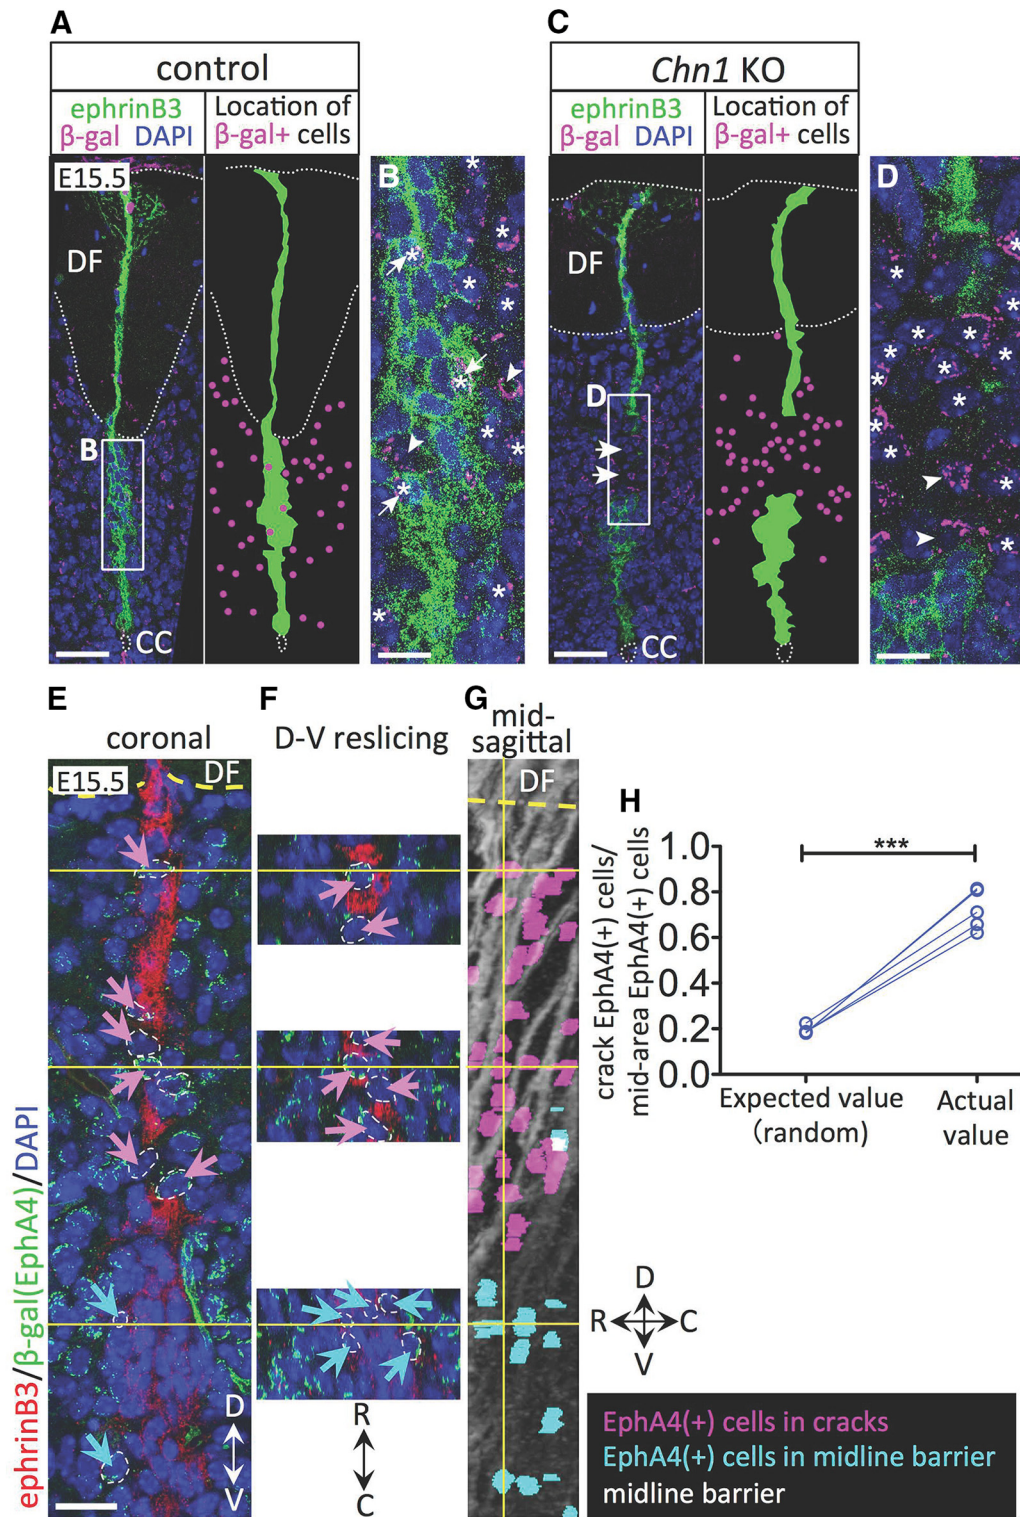 A
control
ephrinB3
β-gal DAPI
Location of
β-gal+ cells
E15.5
DF
B
CC
B
*
*
*
*
*
*
*
*
*
*
C
Chn1 KO
ephrinB3
β-gal DAPI
Location of
β-gal+ cells
DF
D
CC
D
*
*
*
*
*
*
*
*
*
*
*
*
*
E
coronal
E15.5
DF
ephrinB3/β-gal(EphA4)/DAPI
D
V
F
D-V reslicing
R
C
G
mid-
sagittal
DF
H
crack EphA4(+) cells/
mid-area EphA4(+) cells
1.0
0.8
0.6
0.4
0.2
0.0
***
Expected value
(random)
Actual
value
D
R
C
V
EphA4(+) cells in cracks
EphA4(+) cells in midline barrier
midline barrier